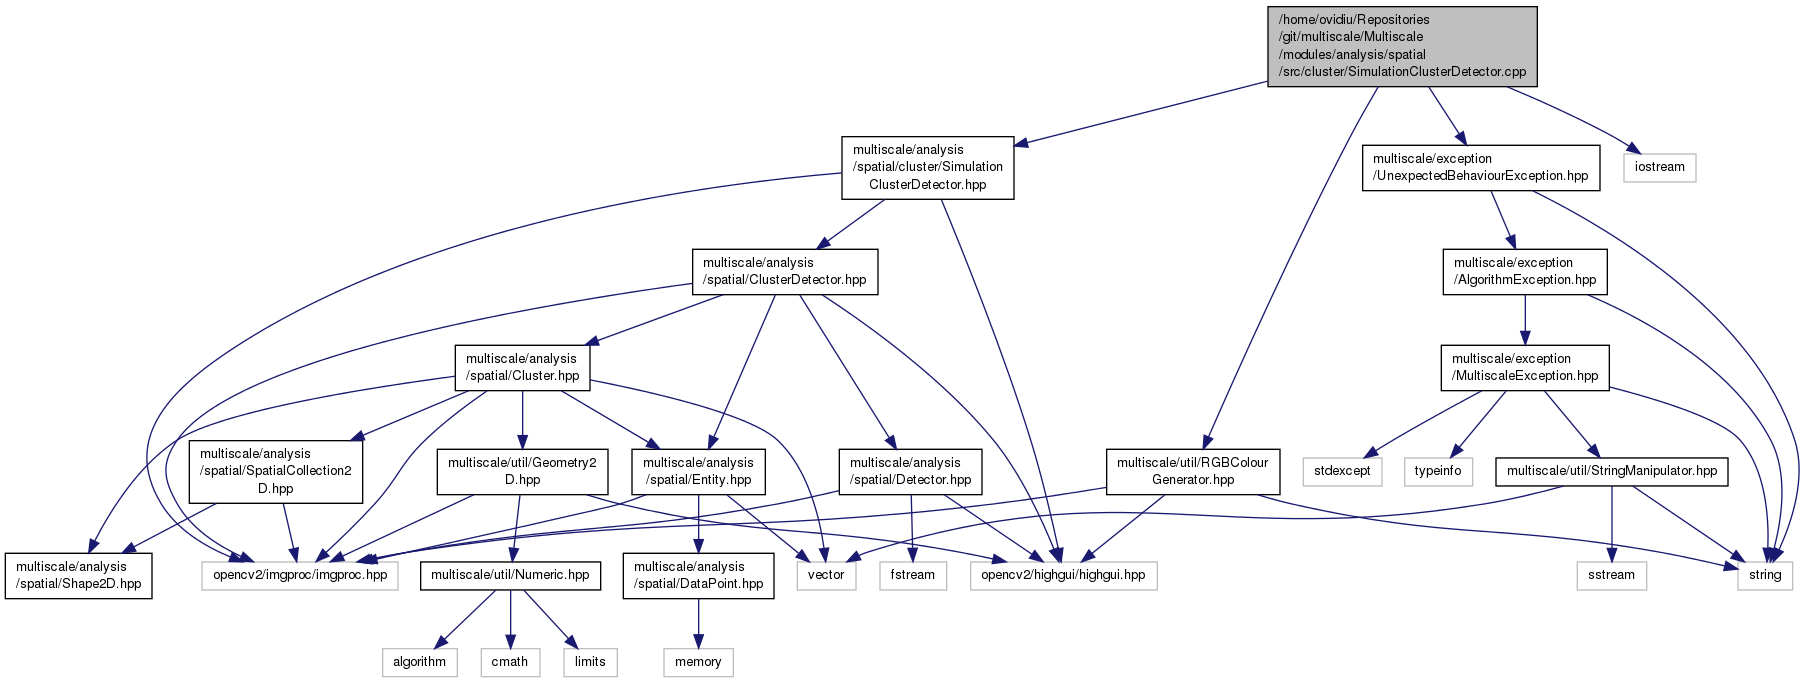 /home/ovidiu/Repositories
/git/multiscale/Multiscale
/modules/analysis/spatial
/src/cluster/SimulationClusterDetector.cpp
multiscale/analysis
/spatial/cluster/Simulation
ClusterDetector.hpp
multiscale/exception
/UnexpectedBehaviourException.hpp
iostream
multiscale/analysis
/spatial/ClusterDetector.hpp
multiscale/exception
/AlgorithmException.hpp
multiscale/analysis
/spatial/Cluster.hpp
multiscale/exception
/MultiscaleException.hpp
multiscale/analysis
/spatial/SpatialCollection2
D.hpp
multiscale/util/Geometry2
D.hpp
multiscale/analysis
/spatial/Entity.hpp
multiscale/analysis
/spatial/Detector.hpp
multiscale/util/RGBColour
Generator.hpp
stdexcept
typeinfo
multiscale/util/StringManipulator.hpp
multiscale/analysis
/spatial/Shape2D.hpp
opencv2/imgproc/imgproc.hpp
multiscale/util/Numeric.hpp
multiscale/analysis
/spatial/DataPoint.hpp
vector
fstream
opencv2/highgui/highgui.hpp
sstream
string
algorithm
cmath
limits
memory